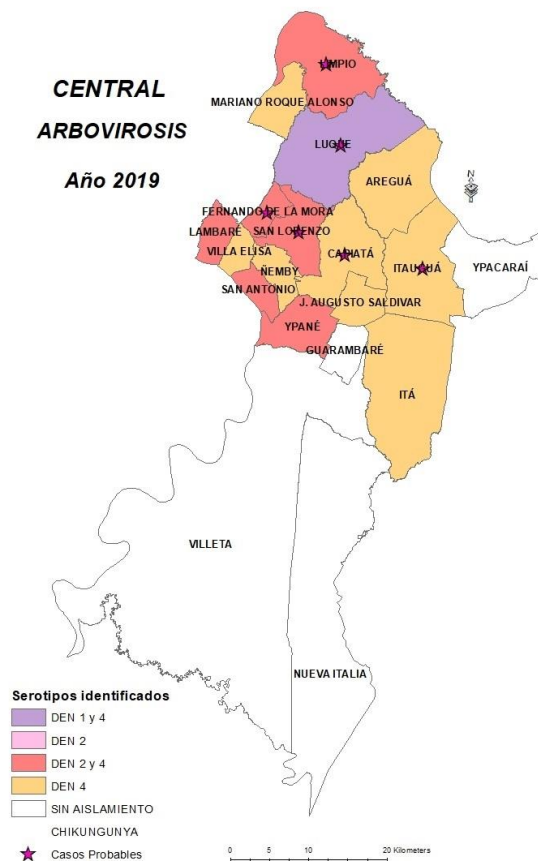 CENTRAL
ARBOVIROSIS
Año 2019
LIMPIO
MARIANO ROQUE ALONSO
LUQUE
N
AREGUÁ
FERNANDO DE LA MORA
LAMBARÉ
SAN LORENZO
VILLA ELISA
CAPIATÁ
ITAUGUÁ
YPACARAÍ
ÑEMBY
SAN ANTONIO
J. AUGUSTO SALDIVAR
YPANÉ
GUARAMBARÉ
ITÁ
VILLETA
NUEVA ITALIA
Serotipos identificados
DEN 1 y 4
DEN 2
DEN 2 y 4
DEN 4
SIN AISLAMIENTO
CHIKUNGUNYA
Casos Probables
0 5 10 20 Kilometers